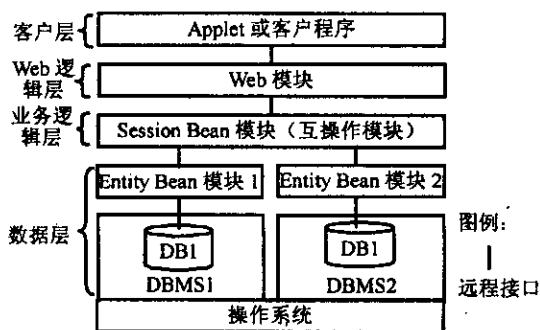 客户层
Applet 或客户程序
Web 逻
辑层
Web 模块
业务逻
辑层
Session Bean 模块（互操作模块）
数据层
Entity Bean 模块 1
Entity Bean 模块 2
DB1
DBMS1
DB1
DBMS2
操作系统
图例：
远程接口